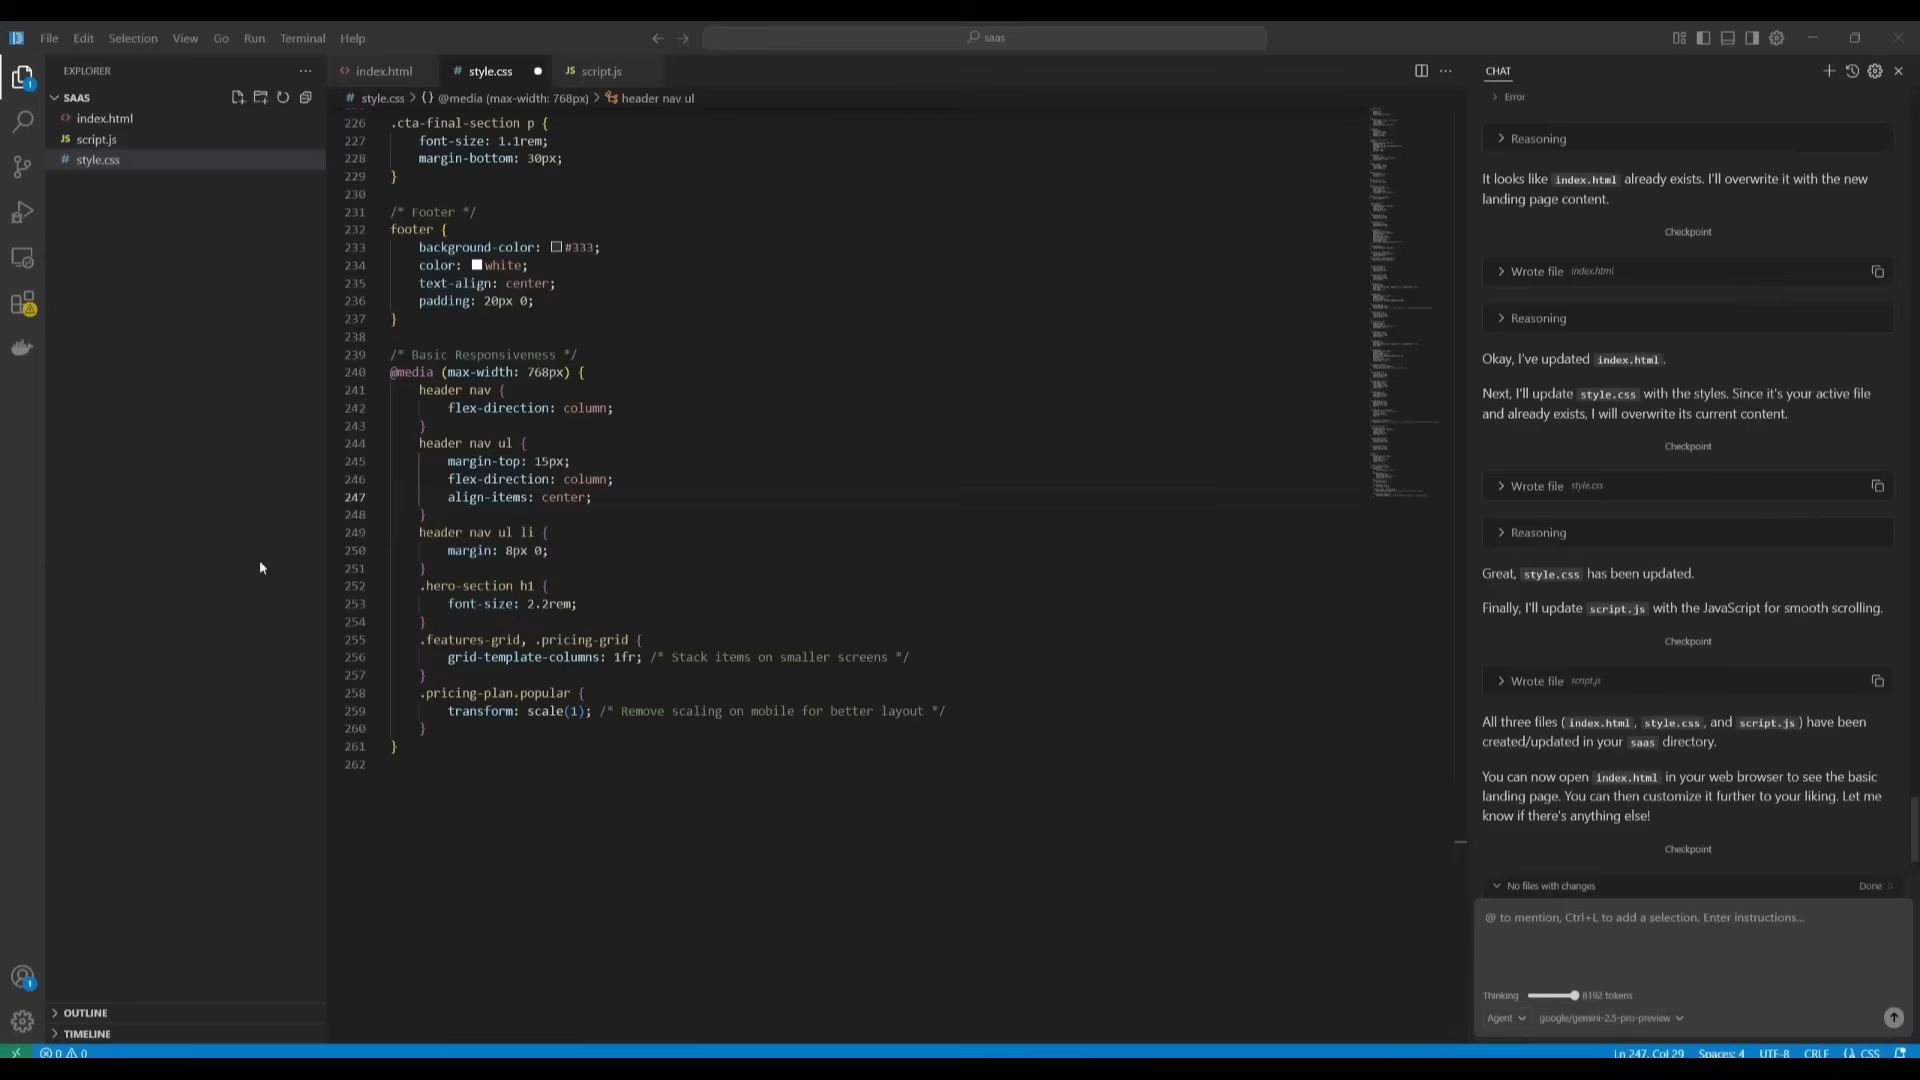 File Edit Selection View Go Run Terminal Help
saas
EXPLORER
SAAS
index.html
JS script.js
# style.css
OUTLINE
TIMELINE
index.html
# style.css
JS script.js
# style.css > {} @media (max-width: 768px) > header nav ul
226 .cta-final-section p {
227 font-size: 1.1rem;
228 margin-bottom: 30px;
229 }
230
231 /* Footer */
232 footer {
233 background-color: #333;
234 color: white;
235 text-align: center;
236 padding: 20px 0;
237 }
238
239 /* Basic Responsiveness */
240 @media (max-width: 768px) {
241 header nav {
242 flex-direction: column;
243 }
244 header nav ul {
245 margin-top: 15px;
246 flex-direction: column;
247 align-items: center;
248 }
249 header nav ul li {
250 margin: 8px 0;
251 }
252 .hero-section h1 {
253 font-size: 2.2rem;
254 }
255 .features-grid, .pricing-grid {
256 grid-template-columns: 1fr; /* Stack items on smaller screens */
257 }
258 .pricing-plan.popular {
259 transform: scale(1); /* Remove scaling on mobile for better layout */
260 }
261 }
262
CHAT
Error
Reasoning
It looks like index.html already exists. I'll overwrite it with the new
landing page content.
Checkpoint
Wrote file index.html
Reasoning
Okay, I've updated index.html.
Next, I'll update style.css with the styles. Since it's your active file
and already exists, I will overwrite its current content.
Checkpoint
Wrote file style.css
Reasoning
Great, style.css has been updated.
Finally, I'll update script.js with the JavaScript for smooth scrolling.
Checkpoint
Wrote file script.js
All three files (index.html, style.css, and script.js) have been
created/updated in your saas directory.
You can now open index.html in your web browser to see the basic
landing page. You can then customize it further to your liking. Let me
know if there's anything else!
Checkpoint
No files with changes Done
@ to mention, Ctrl+L to add a selection. Enter instructions...
Thinking 8192 tokens
Agent google/gemini-2.5-pro-preview
0 0 Ln 247, Col 29 Spaces: 4 UTF-8 CRLF CSS